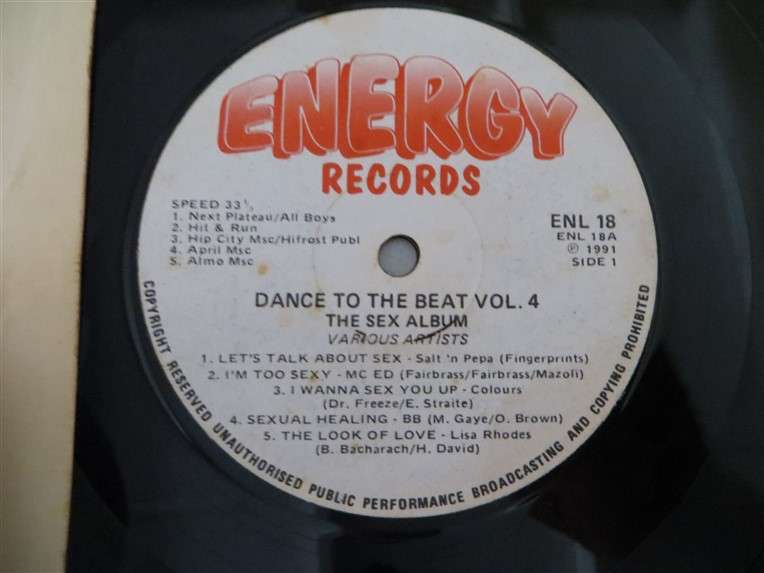 ENERGY
RECORDS
SPEED 33 1/3
1. Next Plateau/All Boys
2. Hit & Run
3. Hip City Msc/Hifrost Publ
4. April Msc
5. Almo Msc
ENL 18
ENL 18A
℗ 1991
SIDE 1
DANCE TO THE BEAT VOL. 4
THE SEX ALBUM
VARIOUS ARTISTS
1. LET'S TALK ABOUT SEX - Salt 'n Pepa (Fingerprints)
2. I'M TOO SEXY - MC ED (Fairbrass/Fairbrass/Mazoli)
3. I WANNA SEX YOU UP - Colours
(Dr. Freeze/E. Straite)
4. SEXUAL HEALING - BB (M. Gaye/O. Brown)
5. THE LOOK OF LOVE - Lisa Rhodes
(B. Bacharach/H. David)
COPYRIGHT RESERVED UNAUTHORISED PUBLIC PERFORMANCE BROADCASTING AND COPYING PROHIBITED